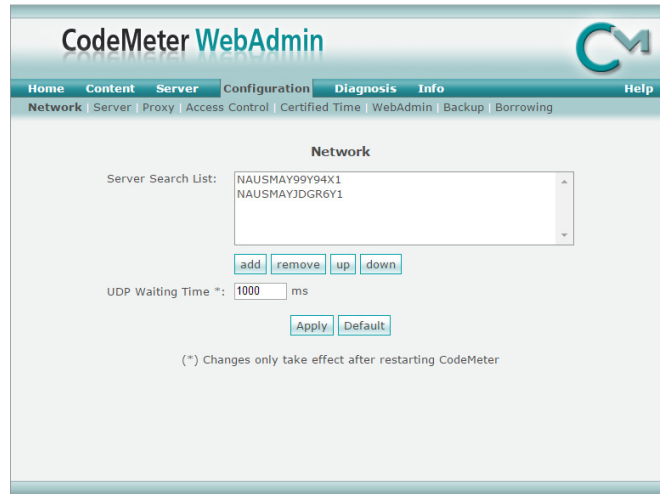 CodeMeter WebAdmin
CM
Home Content Server Configuration Diagnosis Info Help
Network | Server | Proxy | Access Control | Certified Time | WebAdmin | Backup | Borrowing
Network
Server Search List:
NAUSMAY99Y94X1
NAUSMAYJDGR6Y1
add remove up down
UDP Waiting Time *: 1000 ms
Apply Default
(*) Changes only take effect after restarting CodeMeter